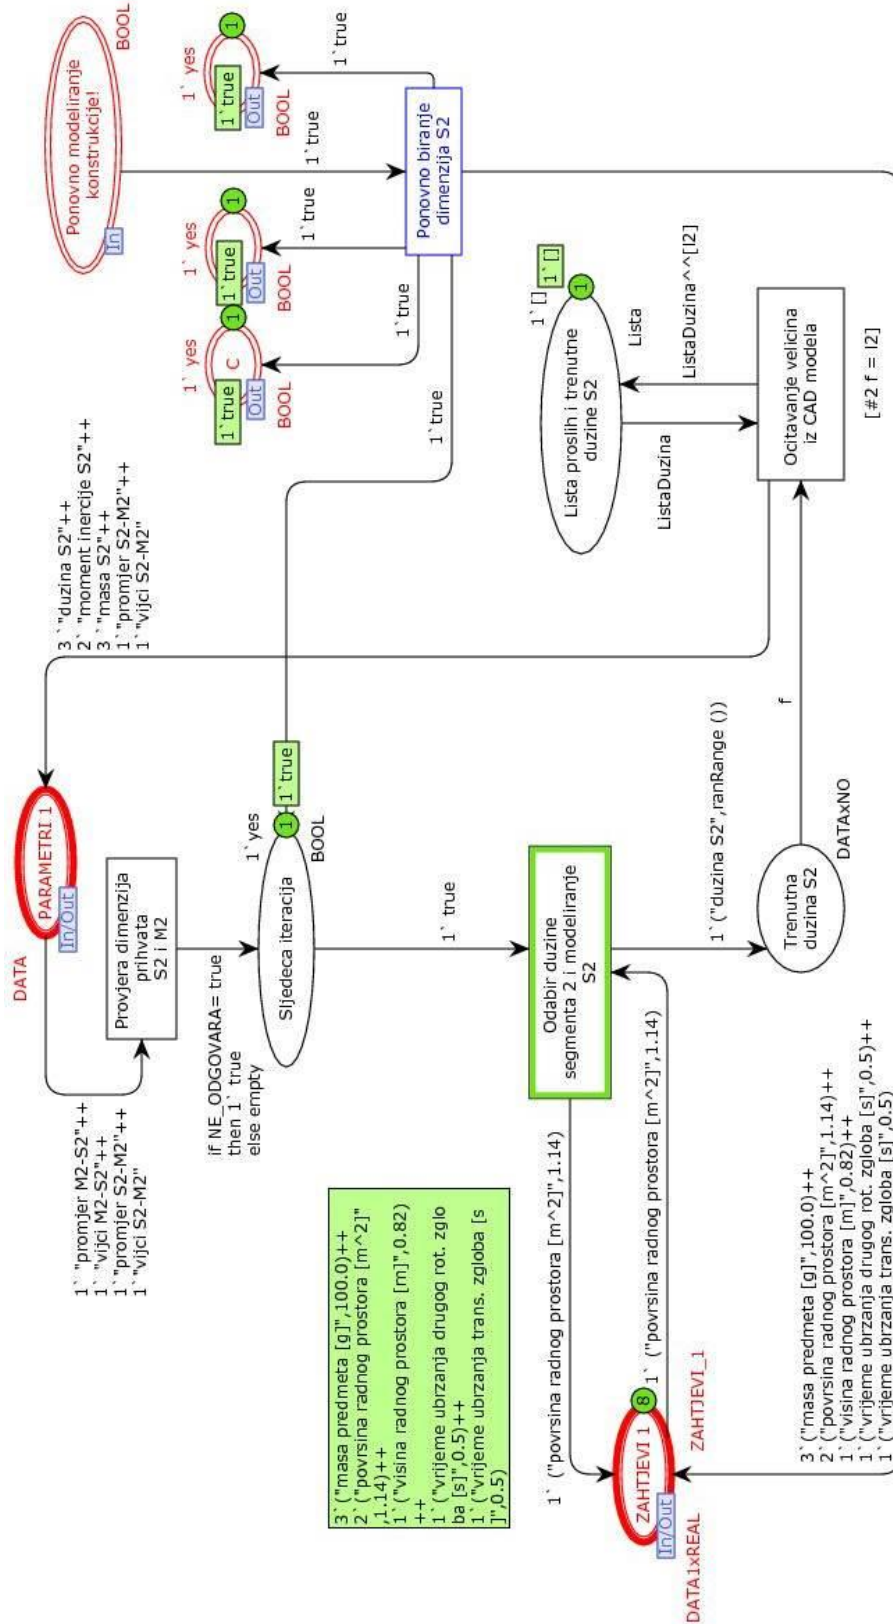 Ponovno modeliranje
konstrukcije!
In
BOOL
1` yes
1
1`true
Out
BOOL
1`true
1`true
1` yes
1
1`true
Out
BOOL
1`true
1` yes
1
C
1`true
Out
BOOL
1`true
1`true
Ponovno biranje
dimenzija S2
3` "duzina S2"++
2` "moment inercije S2"++
3` "masa S2"++
1` "promjer S2-M2"++
1` "vijci S2-M2"
DATA
PARAMETRI 1
In/Out
1` "promjer M2-S2"++
1` "vijci M2-S2"++
1` "promjer S2-M2"++
1` "vijci S2-M2"
Provjera dimenzija
prihvata
S2 i M2
if NE_ODGOVARA= true
then 1` true
else empty
1`yes
1`true
1
Sljedeca iteracija
BOOL
1` true
1`[]
1`[]
1
Lista proslih i trenutne
duzine S2
Lista
ListaDuzina
ListaDuzina^^[l2]
Ocitavanje velicina
iz CAD modela
[#2 f = l2]
f
Odabir duzine
segmenta 2 i modeliranje
S2
1`("duzina S2",ranRange ())
Trenutna
duzina S2
DATAxNO
3`("masa predmeta [g]",100.0)++
2`("povrsina radnog prostora [m^2]"
,1.14)++
1`("visina radnog prostora [m]",0.82)
++
1`("vrijeme ubrzanja drugog rot. zglo
ba [s]",0.5)++
1`("vrijeme ubrzanja trans. zgloba [s
]",0.5)
1` ("povrsina radnog prostora [m^2]",1.14)
1` ("povrsina radnog prostora [m^2]",1.14)
ZAHTJEVI 1
8
In/Out
DATA1xREAL
ZAHTJEVI_1
3`("masa predmeta [g]",100.0)++
2`("povrsina radnog prostora [m^2]",1.14)++
1`("visina radnog prostora [m]",0.82)++
1`("vrijeme ubrzanja drugog rot. zgloba [s]",0.5)++
1`("vrijeme ubrzanja trans. zgloba [s]",0.5)